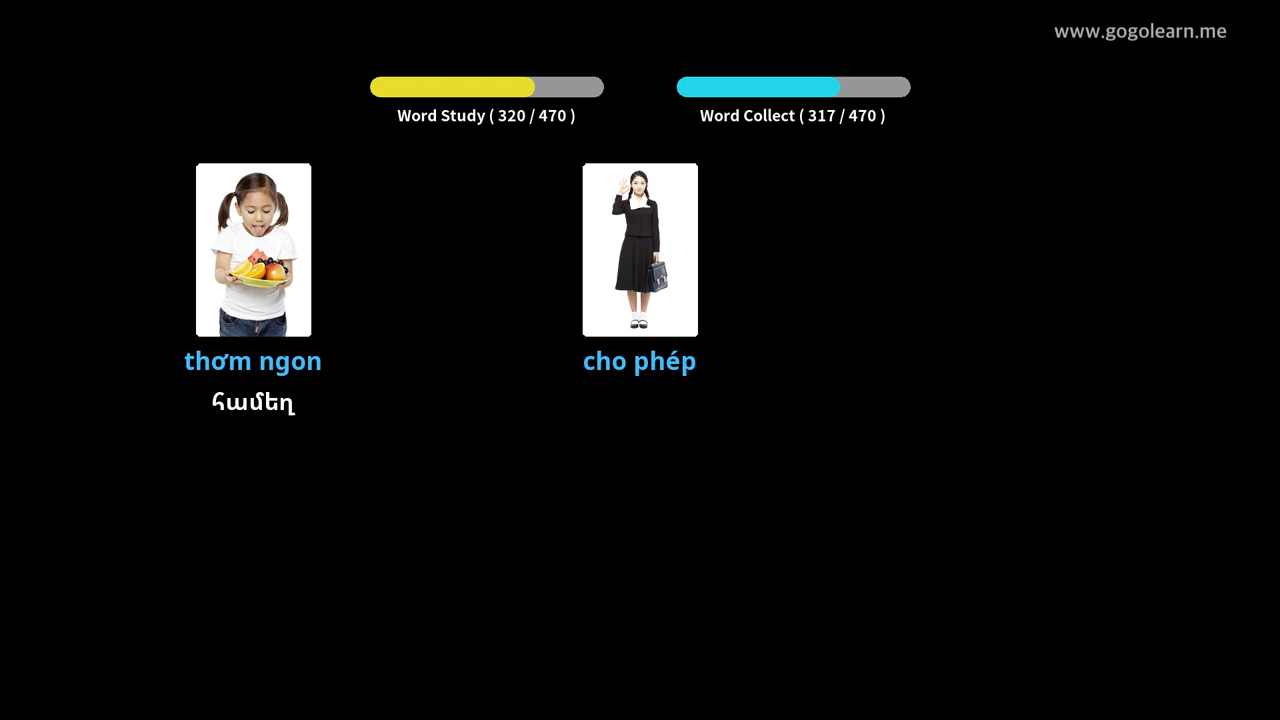 www.gogolearn.me
Word Study ( 320 / 470 )
Word Collect ( 317 / 470 )
thơm ngon
cho phép
համեղ